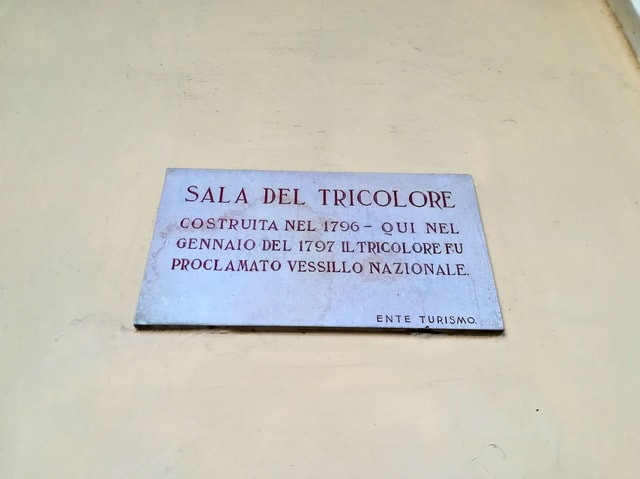 SALA DEL TRICOLORE
COSTRUITA NEL 1796 – QUI NEL
GENNAIO DEL 1797 IL TRICOLORE FU
PROCLAMATO VESSILLO NAZIONALE.
ENTE TURISMO.